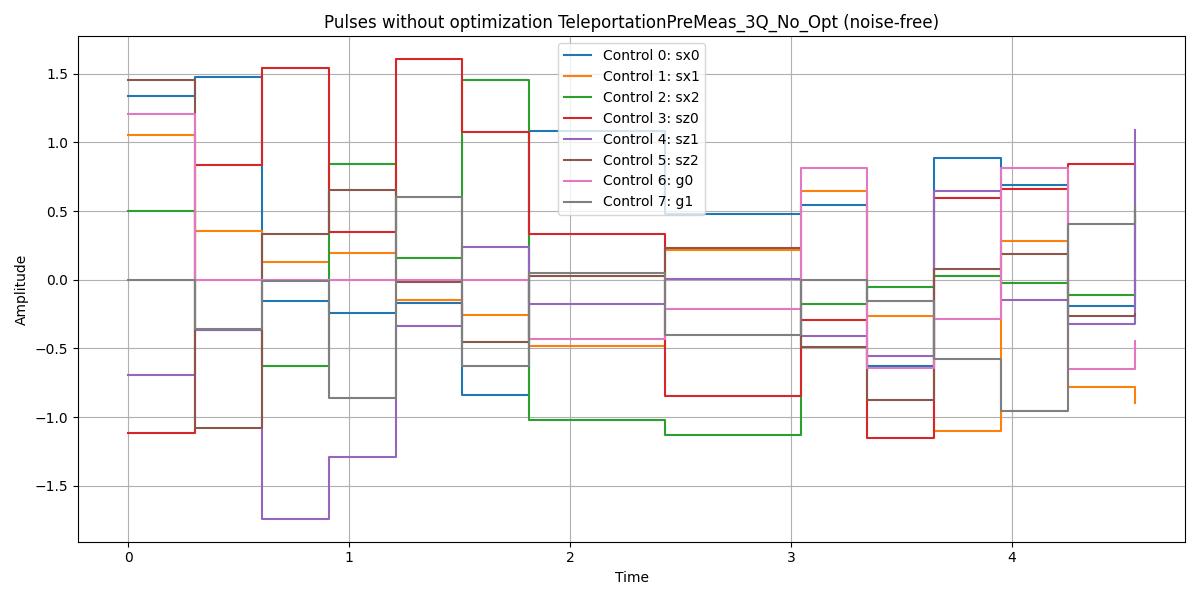 Pulses without optimization TeleportationPreMeas_3Q_No_Opt (noise-free)
Control 0: sx0
Control 1: sx1
Control 2: sx2
Control 3: sz0
Control 4: sz1
Control 5: sz2
Control 6: g0
Control 7: g1
Amplitude
1.5
1.0
0.5
0.0
−0.5
−1.0
−1.5
0 1 2 3 4
Time